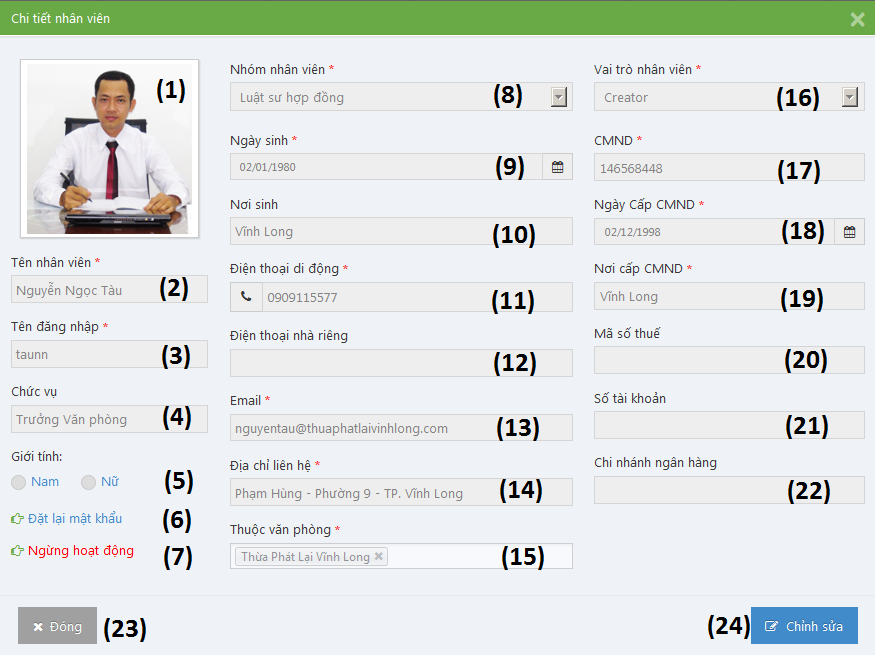 Chi tiết nhân viên
(1)
Tên nhân viên *
Nguyễn Ngọc Tàu (2)
Tên đăng nhập *
taunn (3)
Chức vụ
Trưởng Văn phòng (4)
Giới tính:
Nam Nữ (5)
Đặt lại mật khẩu (6)
Ngừng hoạt động (7)
Nhóm nhân viên *
Luật sư hợp đồng (8)
Ngày sinh *
02/01/1980 (9)
Nơi sinh
Vĩnh Long (10)
Điện thoại di động *
0909115577 (11)
Điện thoại nhà riêng
(12)
Email *
nguyentau@thuaphatlaivinhlong.com (13)
Địa chỉ liên hệ *
Phạm Hùng - Phường 9 - TP. Vĩnh Long (14)
Thuộc văn phòng *
Thừa Phát Lại Vĩnh Long (15)
Vai trò nhân viên *
Creator (16)
CMND *
146568448 (17)
Ngày Cấp CMND *
02/12/1998 (18)
Nơi cấp CMND *
Vĩnh Long (19)
Mã số thuế
(20)
Số tài khoản
(21)
Chi nhánh ngân hàng
(22)
Đóng (23)
(24) Chỉnh sửa